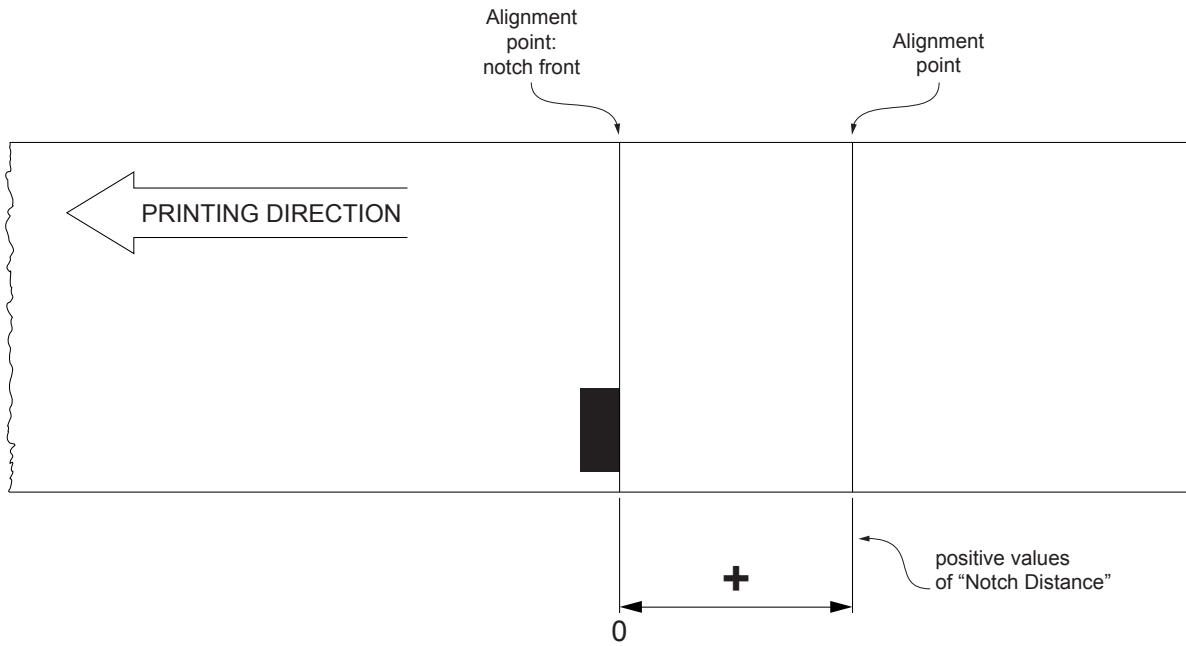 Alignment
point:
notch front
Alignment
point
PRINTING DIRECTION
positive values
of “Notch Distance”
+
0